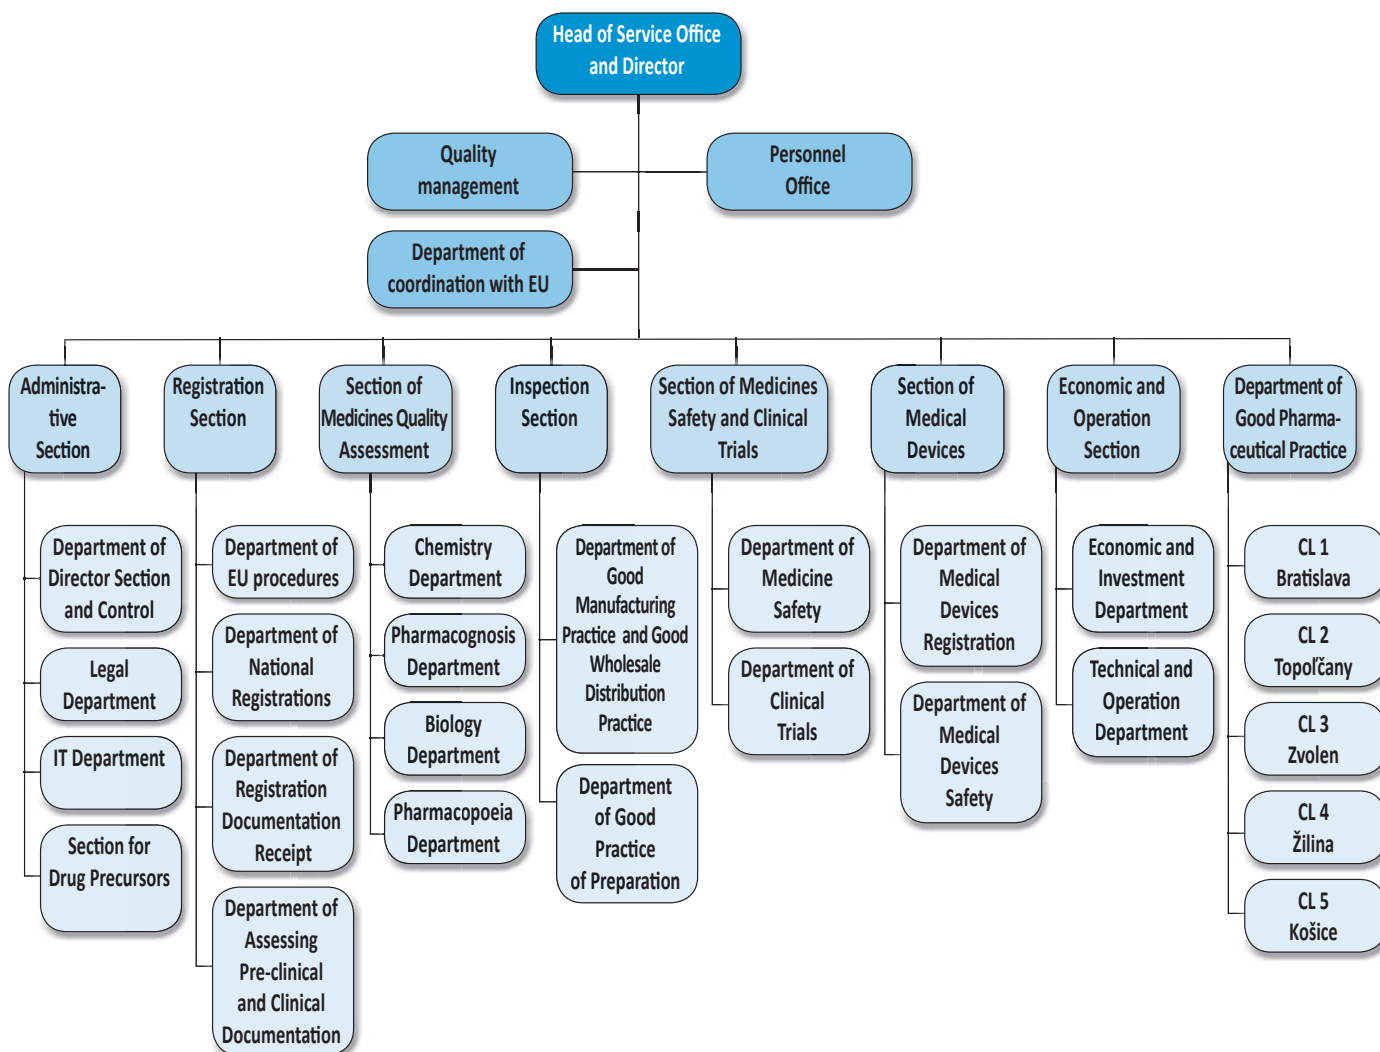 Head of Service Office
and Director
Quality
management
Personnel
Office
Department of
coordination with EU
Administra-
tive
Section
Registration
Section
Section of
Medicines Quality
Assessment
Inspection
Section
Section of Medicines
Safety and Clinical
Trials
Section of
Medical
Devices
Economic and
Operation
Section
Department of
Good Pharma-
ceutical Practice
Department of
Director Section
and Control
Legal
Department
IT Department
Section for
Drug Precursors
Department of
EU procedures
Department of
National
Registrations
Department of
Registration
Documentation
Receipt
Department of
Assessing
Pre-clinical
and Clinical
Documentation
Chemistry
Department
Pharmacognosis
Department
Biology
Department
Pharmacopoeia
Department
Department of
Good
Manufacturing
Practice and Good
Wholesale
Distribution
Practice
Department
of Good
Practice
of Preparation
Department of
Medicine
Safety
Department of
Clinical
Trials
Department of
Medical
Devices
Registration
Department of
Medical
Devices
Safety
Economic and
Investment
Department
Technical and
Operation
Department
CL 1
Bratislava
CL 2
Topoľčany
CL 3
Zvolen
CL 4
Žilina
CL 5
Košice